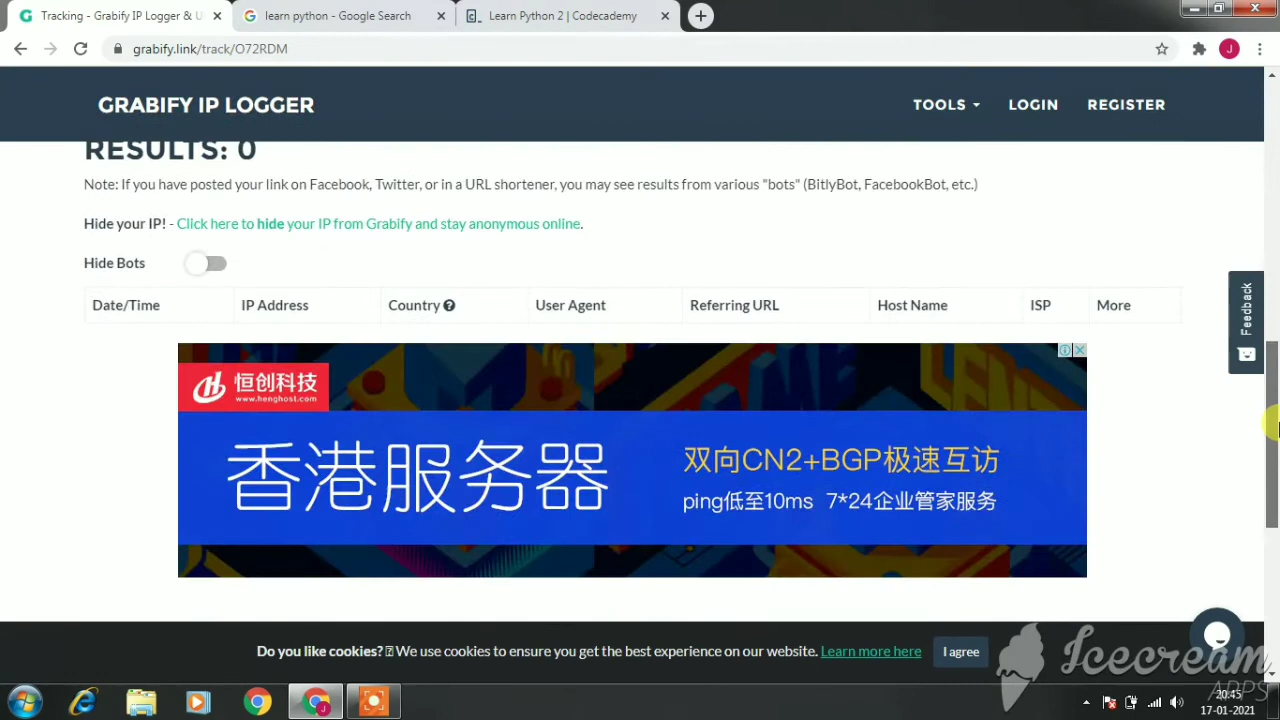 Tracking - Grabify IP Logger & U
learn python - Google Search
Learn Python 2 | Codecademy
grabify.link/track/O72RDM
J
GRABIFY IP LOGGER
TOOLS
LOGIN
REGISTER
RESULTS: 0
Note: If you have posted your link on Facebook, Twitter, or in a URL shortener, you may see results from various "bots" (BitlyBot, FacebookBot, etc.)
Hide your IP! - Click here to hide your IP from Grabify and stay anonymous online.
Hide Bots
Date/Time IP Address Country User Agent Referring URL Host Name ISP More
Feedback
恒创科技
www.henghost.com
香港服务器
双向CN2+BGP极速互访
ping低至10ms 7*24企业管家服务
Do you like cookies? We use cookies to ensure you get the best experience on our website. Learn more here
I agree
Icecream
APPS
20:45
17-01-2021